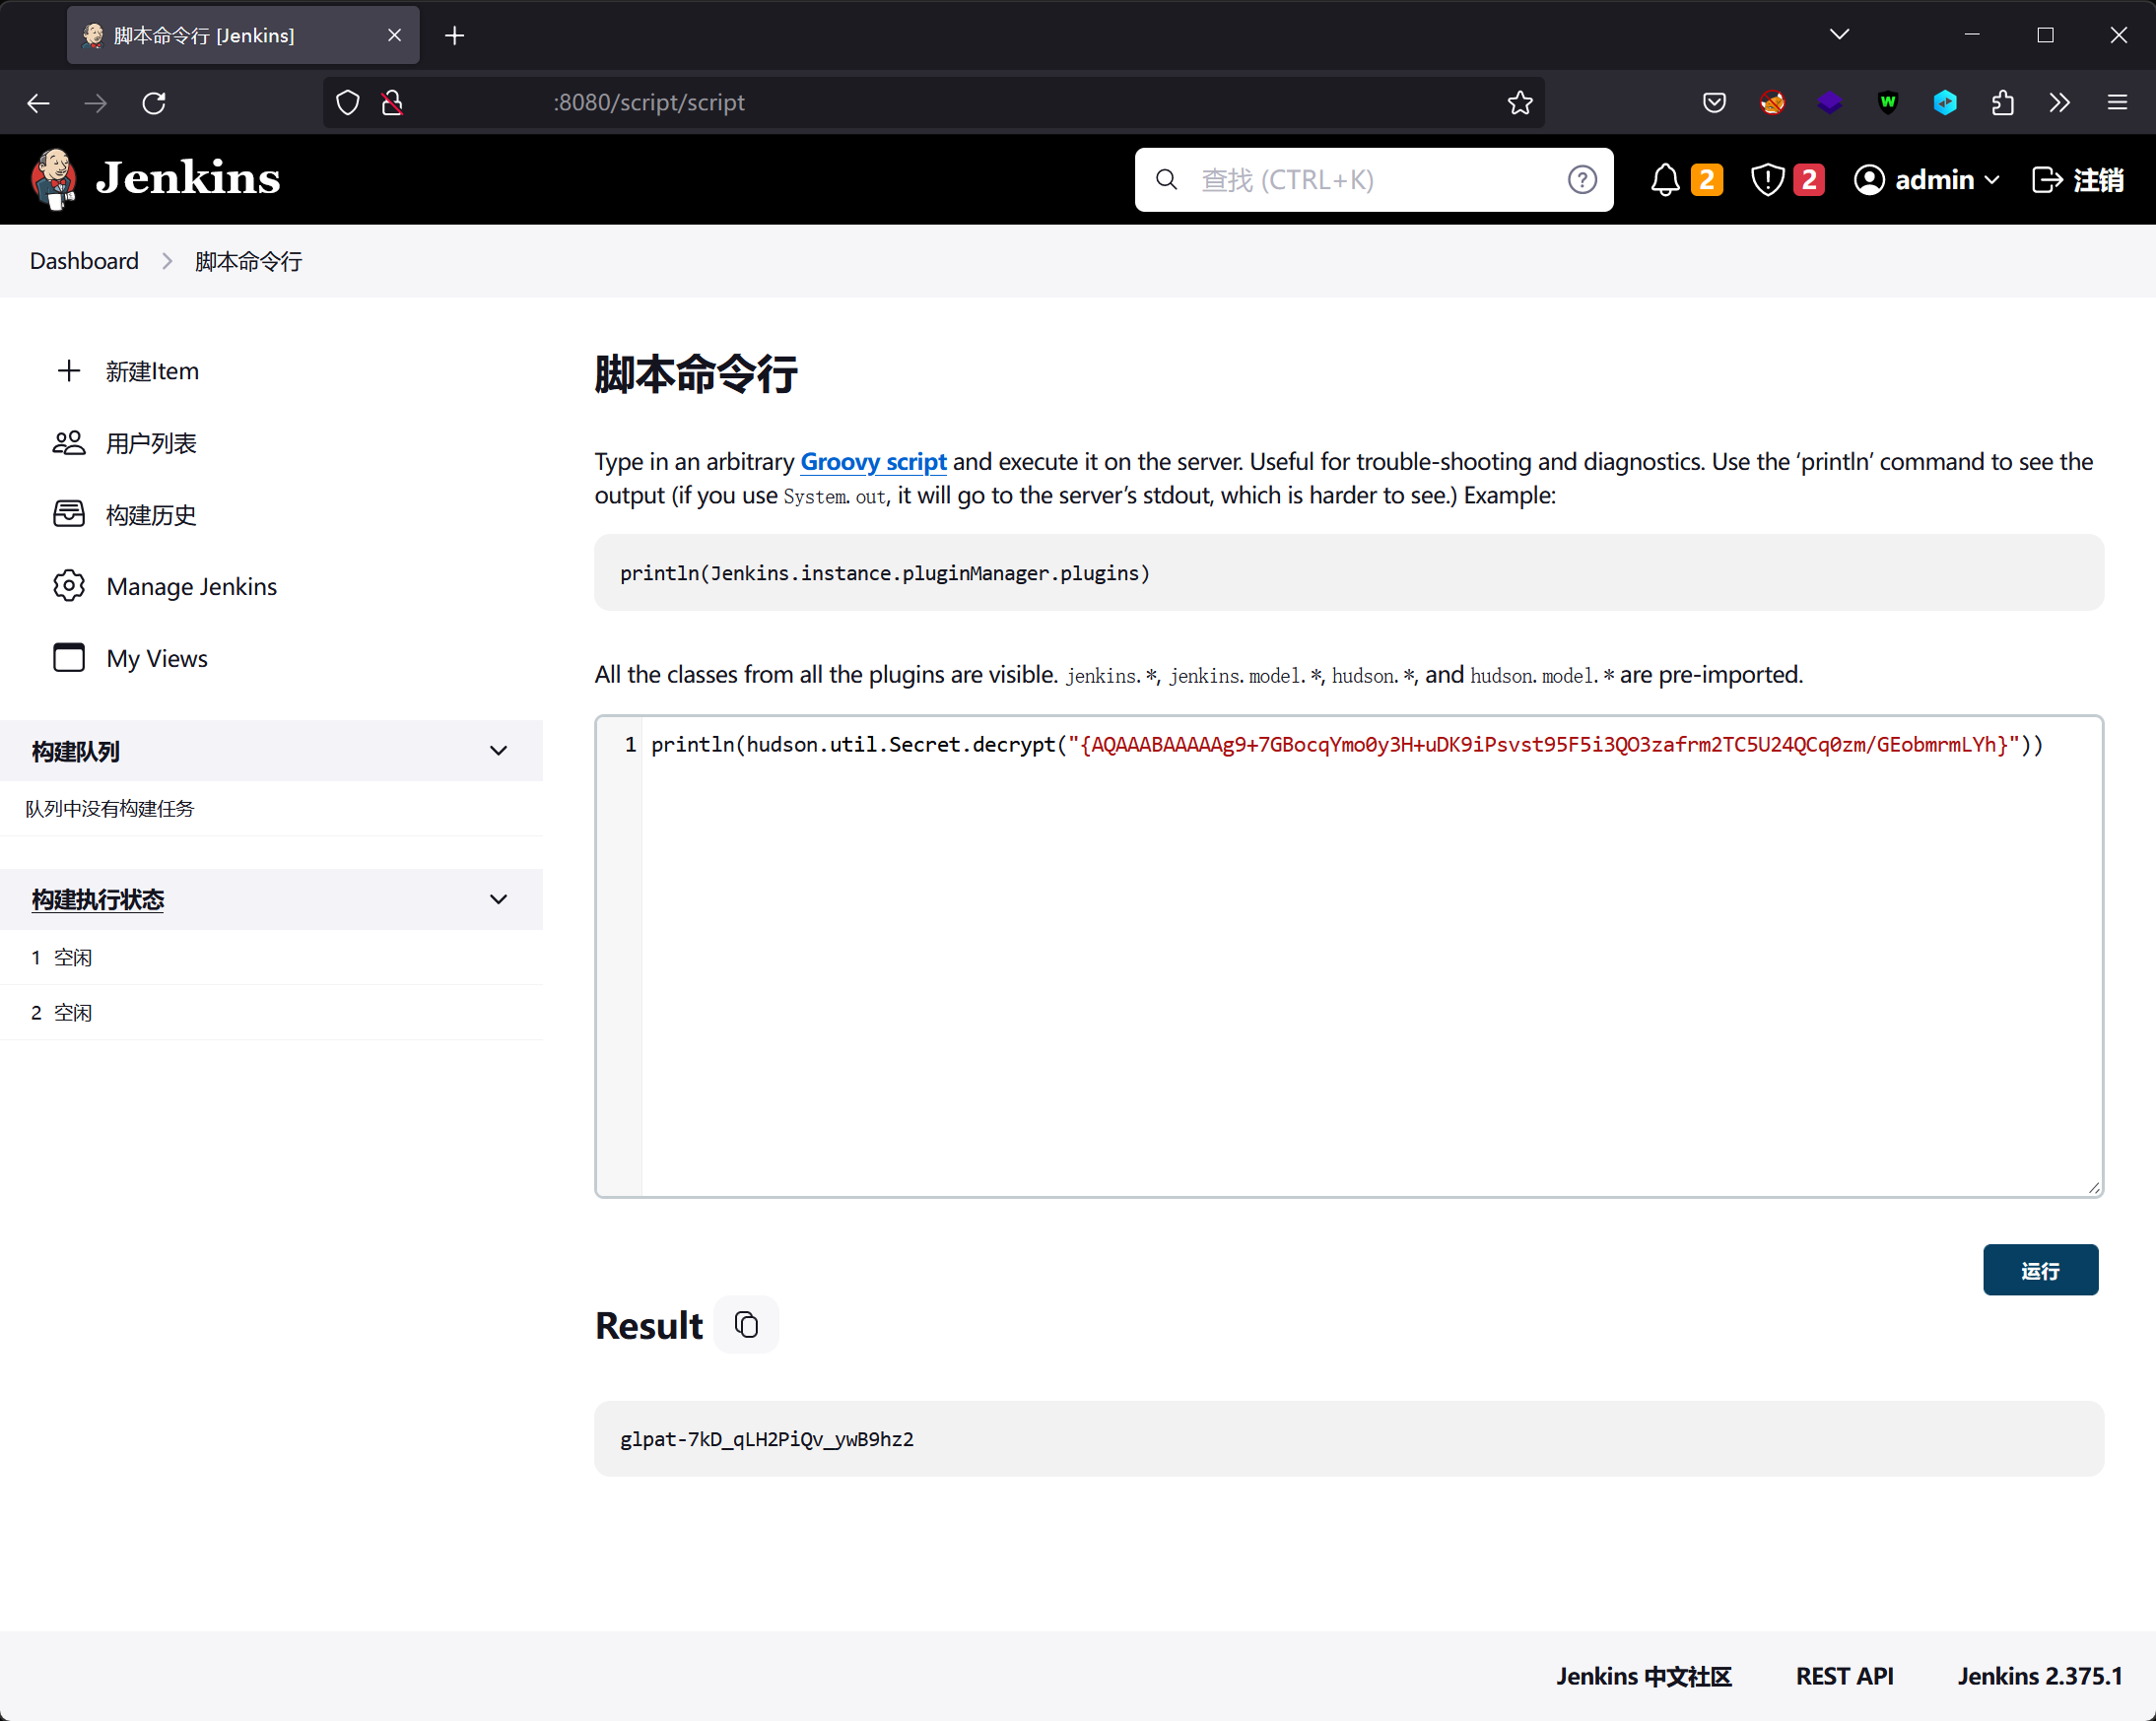 脚本命令行 [Jenkins]
:8080/script/script
Jenkins
查找 (CTRL+K)
2
2
admin
注销
Dashboard
脚本命令行
新建Item
用户列表
构建历史
Manage Jenkins
My Views
构建队列
队列中没有构建任务
构建执行状态
1 空闲
2 空闲
脚本命令行
Type in an arbitrary Groovy script and execute it on the server. Useful for trouble-shooting and diagnostics. Use the ‘println’ command to see the
output (if you use System.out, it will go to the server’s stdout, which is harder to see.) Example:
println(Jenkins.instance.pluginManager.plugins)
All the classes from all the plugins are visible. jenkins.*, jenkins.model.*, hudson.*, and hudson.model.* are pre-imported.
1 println(hudson.util.Secret.decrypt("{AQAAABAAAAAg9+7GBocqYmo0y3H+uDK9iPsvst95F5i3QO3zafrm2TC5U24QCq0zm/GEobmrmLYh}"))
运行
Result
glpat-7kD_qLH2PiQv_ywB9hz2
Jenkins 中文社区
REST API
Jenkins 2.375.1